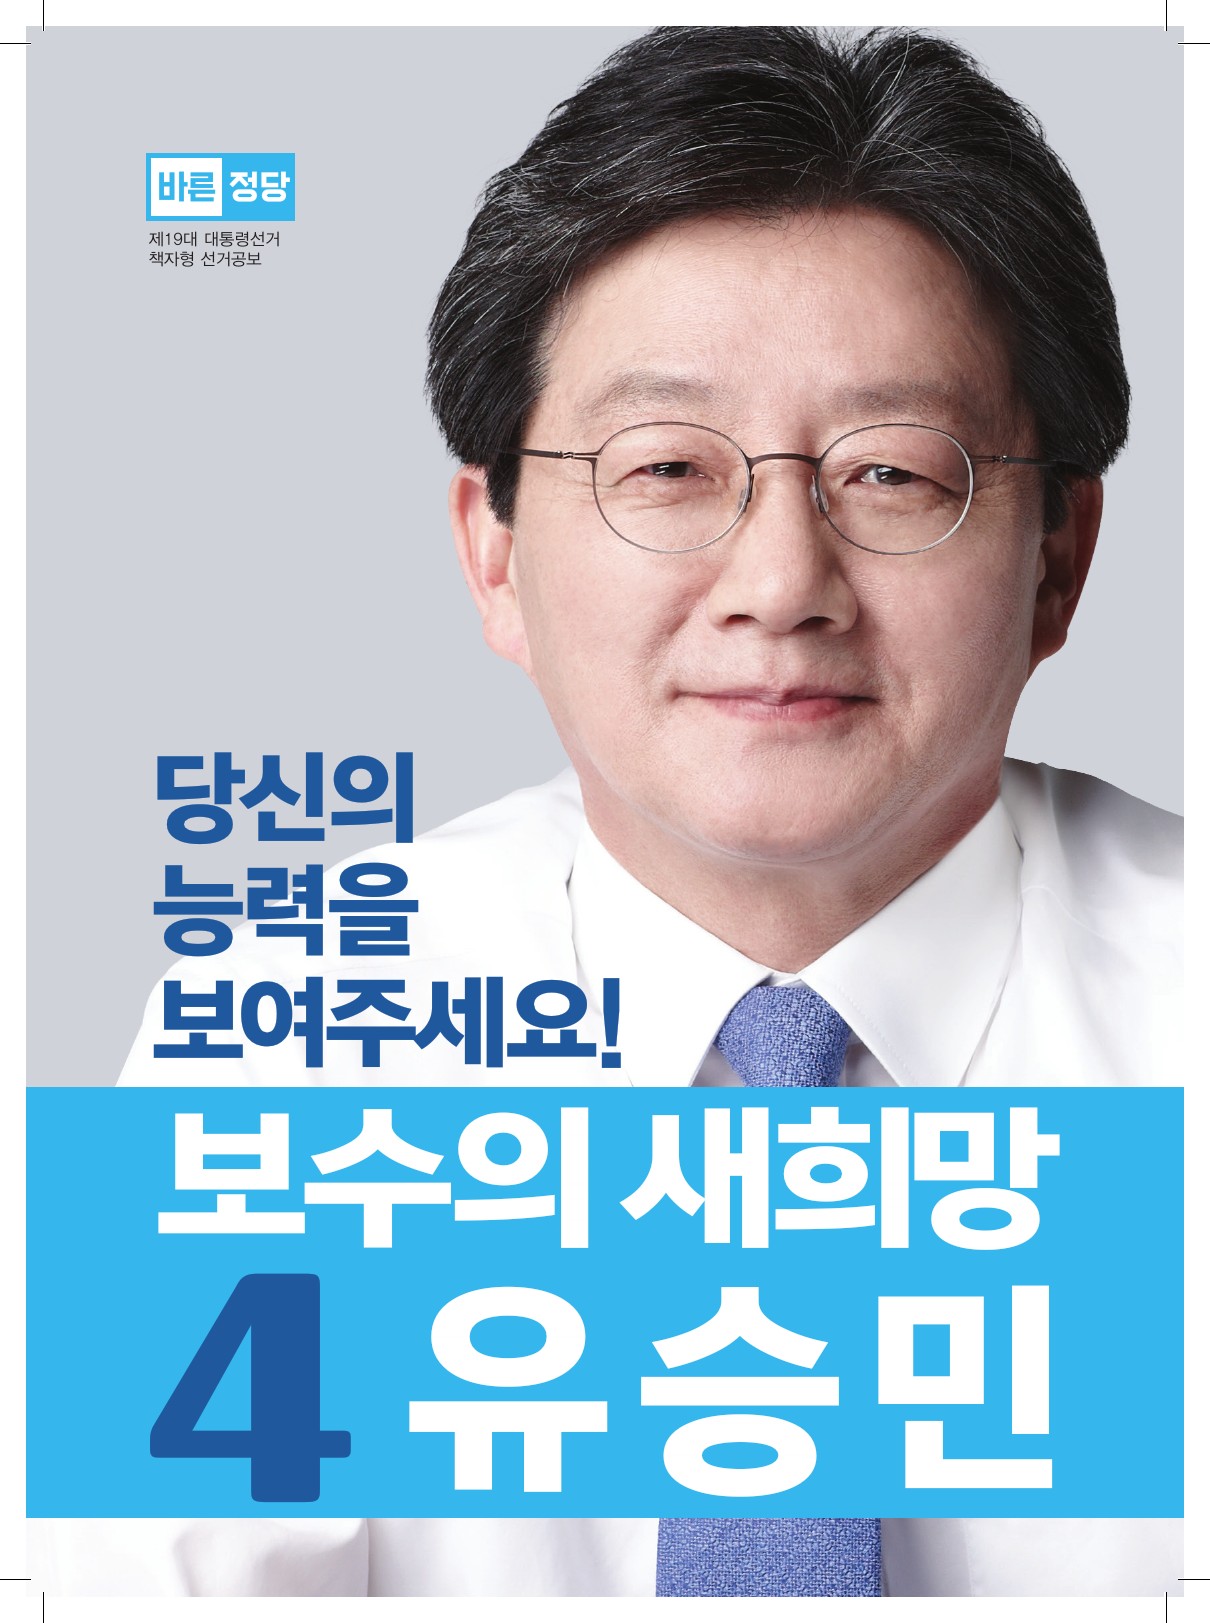 바른 정당
제19대 대통령선거
책자형 선거공보
당신의
능력을
보여주세요!
보수의 새희망
4 유승민